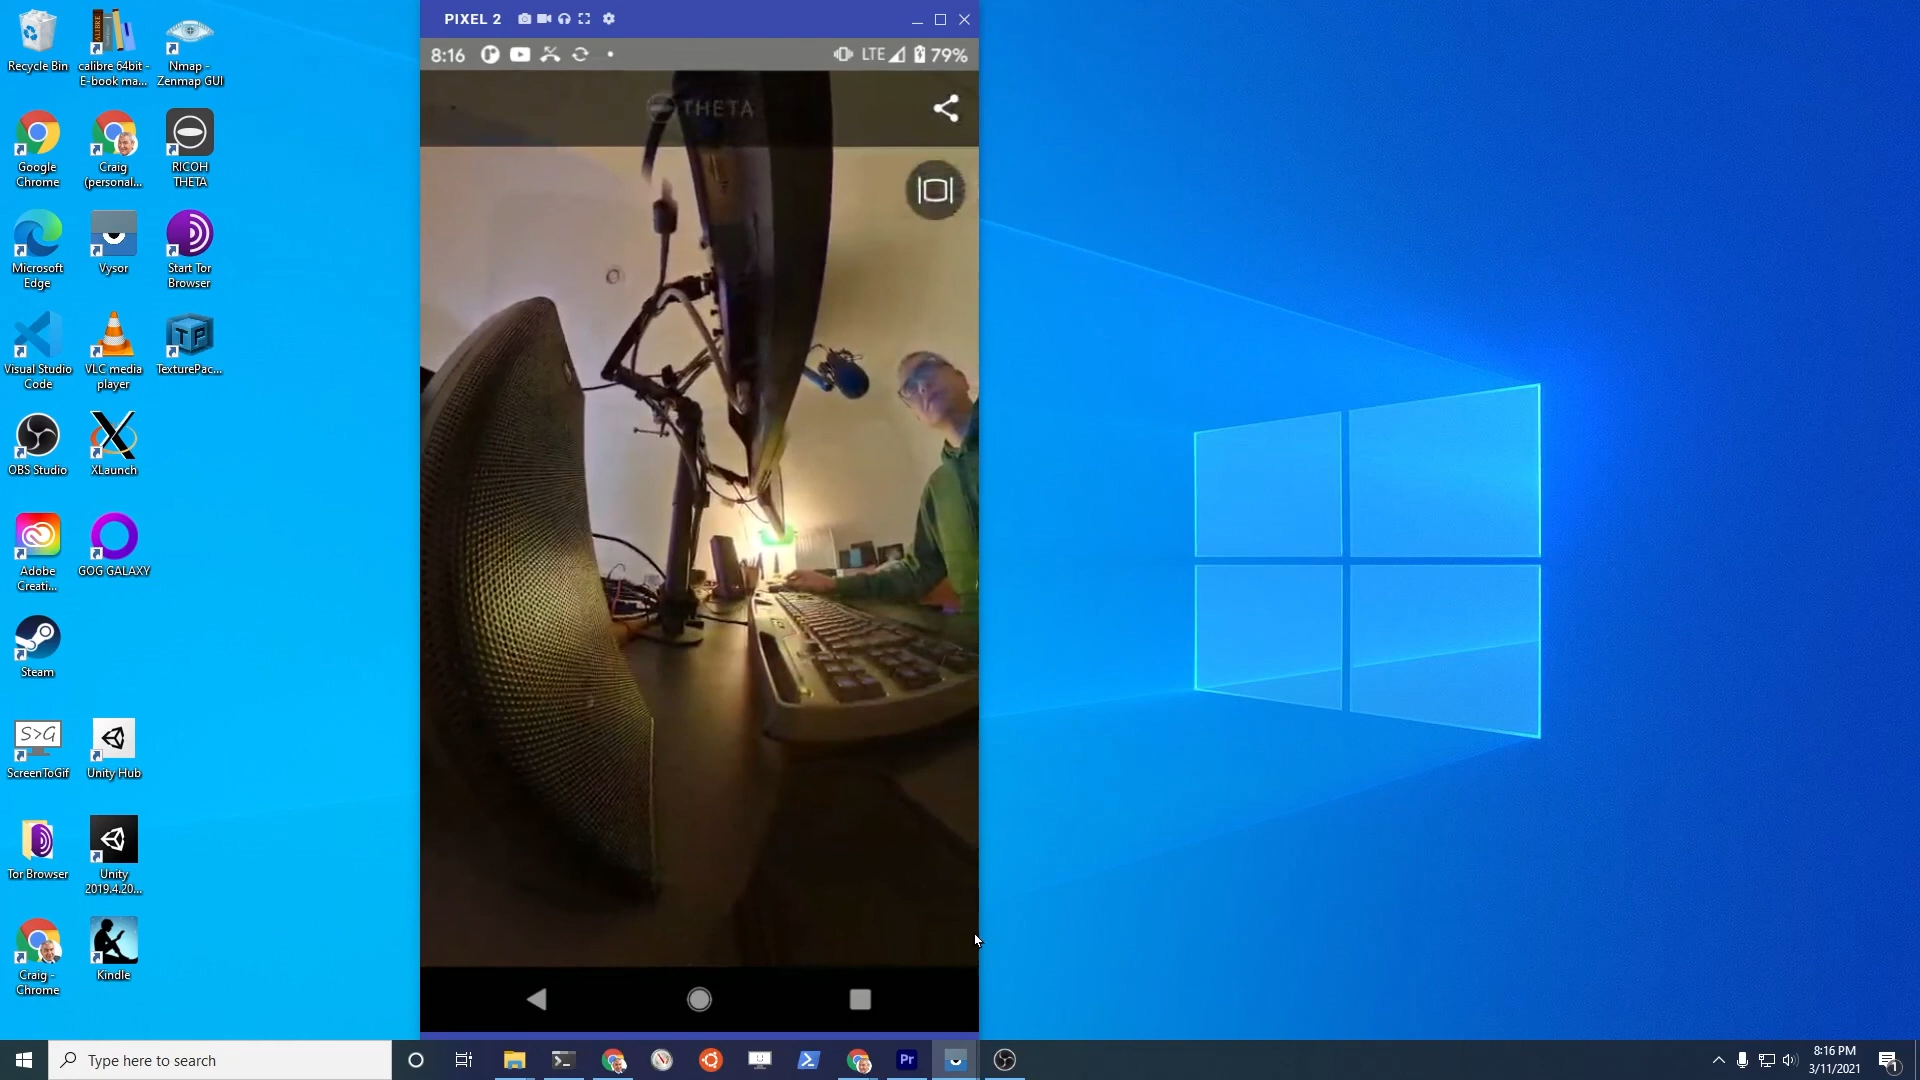 PIXEL 2
8:16
LTE
79%
THETA
Recycle Bin
calibre 64bit -
E-book ma...
Nmap -
Zenmap GUI
Google
Chrome
Craig
(personal...
RICOH
THETA
Microsoft
Edge
Vysor
Start Tor
Browser
Visual Studio
Code
VLC media
player
TP
TexturePac...
OBS Studio
XLaunch
Adobe
Creati...
GOG GALAXY
Steam
S>G
ScreenToGif
Unity Hub
Tor Browser
Unity
2019.4.20...
Craig -
Chrome
Kindle
Type here to search
Pr
8:16 PM
3/11/2021
1